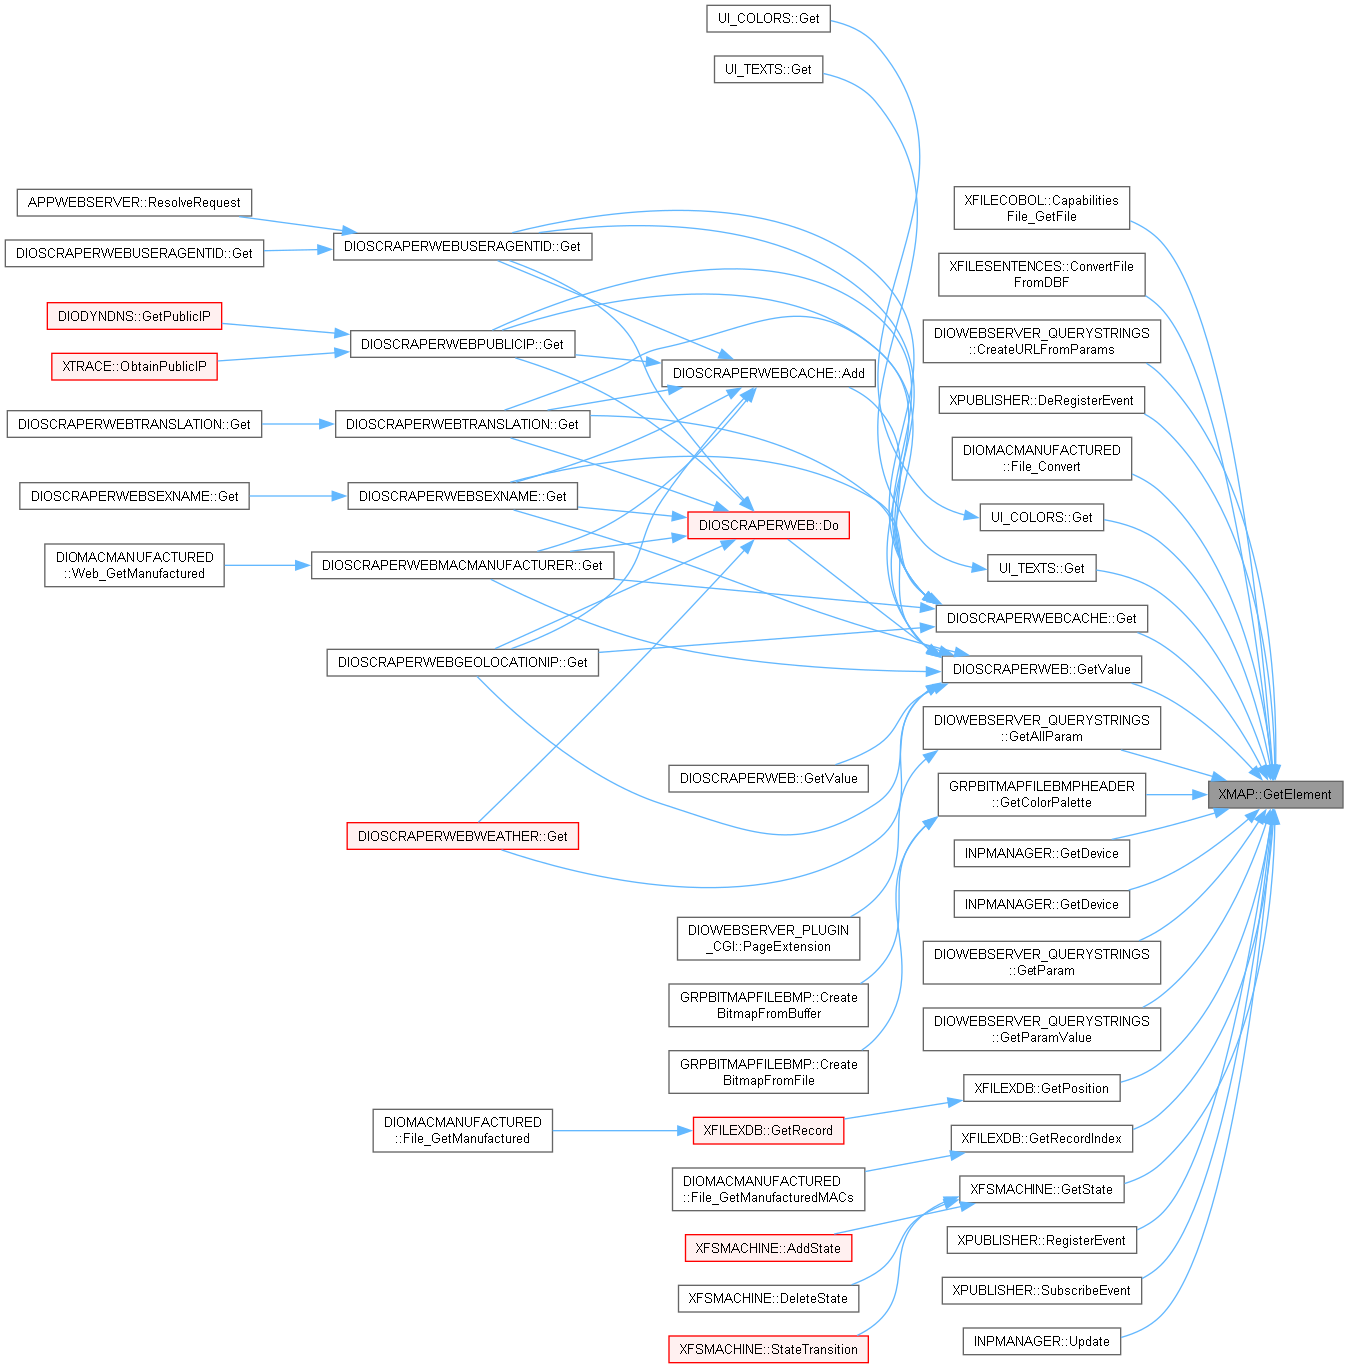 UI_COLORS::Get
UI_TEXTS::Get
APPWEBSERVER::ResolveRequest
DIOSCRAPERWEBUSERAGENTID::Get
DIOSCRAPERWEBUSERAGENTID::Get
DIODYNDNS::GetPublicIP
XTRACE::ObtainPublicIP
DIOSCRAPERWEBPUBLICIP::Get
DIOSCRAPERWEBCACHE::Add
DIOSCRAPERWEBTRANSLATION::Get
DIOSCRAPERWEBTRANSLATION::Get
DIOSCRAPERWEBSEXNAME::Get
DIOSCRAPERWEBSEXNAME::Get
DIOSCRAPERWEB::Do
DIOMACMANUFACTURED
::Web_GetManufactured
DIOSCRAPERWEBMACMANUFACTURER::Get
DIOSCRAPERWEBGEOLOCATIONIP::Get
DIOSCRAPERWEB::GetValue
DIOSCRAPERWEBWEATHER::Get
DIOWEBSERVER_PLUGIN
_CGI::PageExtension
GRPBITMAPFILEBMP::Create
BitmapFromBuffer
GRPBITMAPFILEBMP::Create
BitmapFromFile
DIOMACMANUFACTURED
::File_GetManufactured
XFILEXDB::GetRecord
DIOMACMANUFACTURED
::File_GetManufacturedMACs
XFSMACHINE::AddState
XFSMACHINE::DeleteState
XFSMACHINE::StateTransition
XFILECOBOL::Capabilities
File_GetFile
XFILESENTENCES::ConvertFile
FromDBF
DIOWEBSERVER_QUERYSTRINGS
::CreateURLFromParams
XPUBLISHER::DeRegisterEvent
DIOMACMANUFACTURED
::File_Convert
UI_COLORS::Get
UI_TEXTS::Get
DIOSCRAPERWEBCACHE::Get
DIOSCRAPERWEB::GetValue
DIOWEBSERVER_QUERYSTRINGS
::GetAllParam
GRPBITMAPFILEBMPHEADER
::GetColorPalette
INPMANAGER::GetDevice
INPMANAGER::GetDevice
DIOWEBSERVER_QUERYSTRINGS
::GetParam
DIOWEBSERVER_QUERYSTRINGS
::GetParamValue
XFILEXDB::GetPosition
XFILEXDB::GetRecordIndex
XFSMACHINE::GetState
XPUBLISHER::RegisterEvent
XPUBLISHER::SubscribeEvent
INPMANAGER::Update
XMAP::GetElement